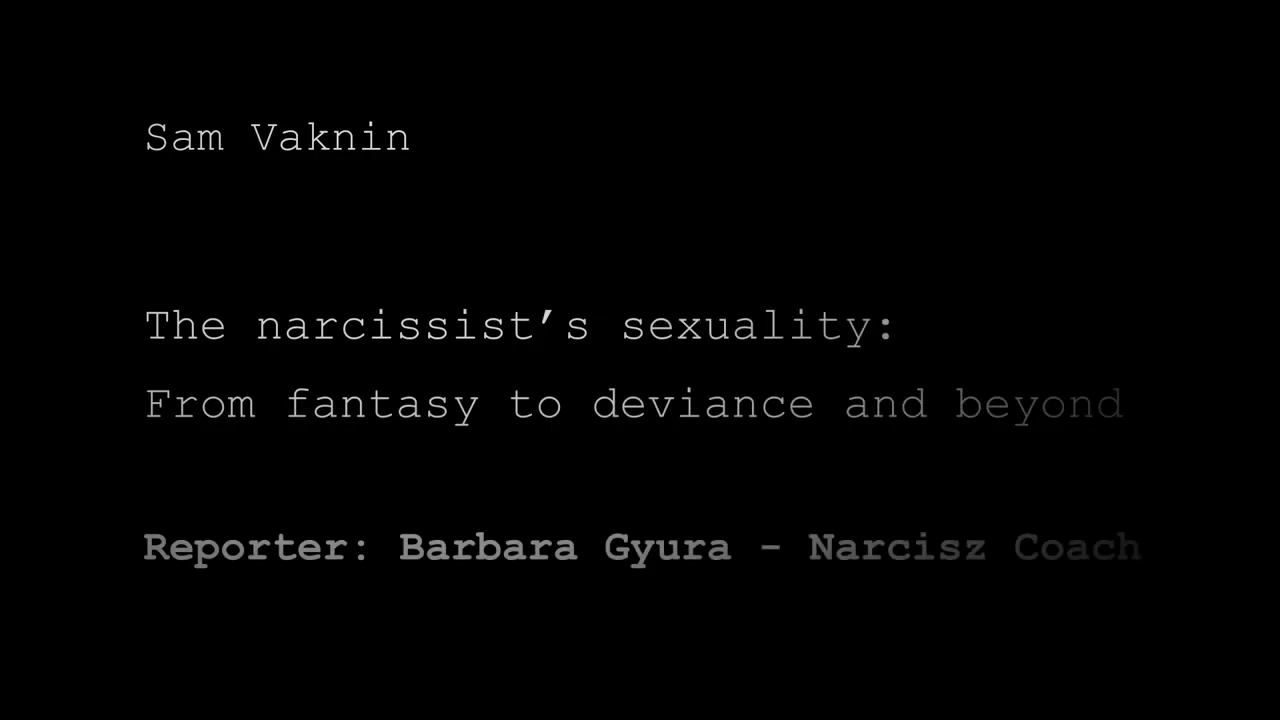 Sam Vaknin
The narcissist’s sexuality:
From fantasy to deviance and beyond
Reporter: Barbara Gyura - Narcisz Coach